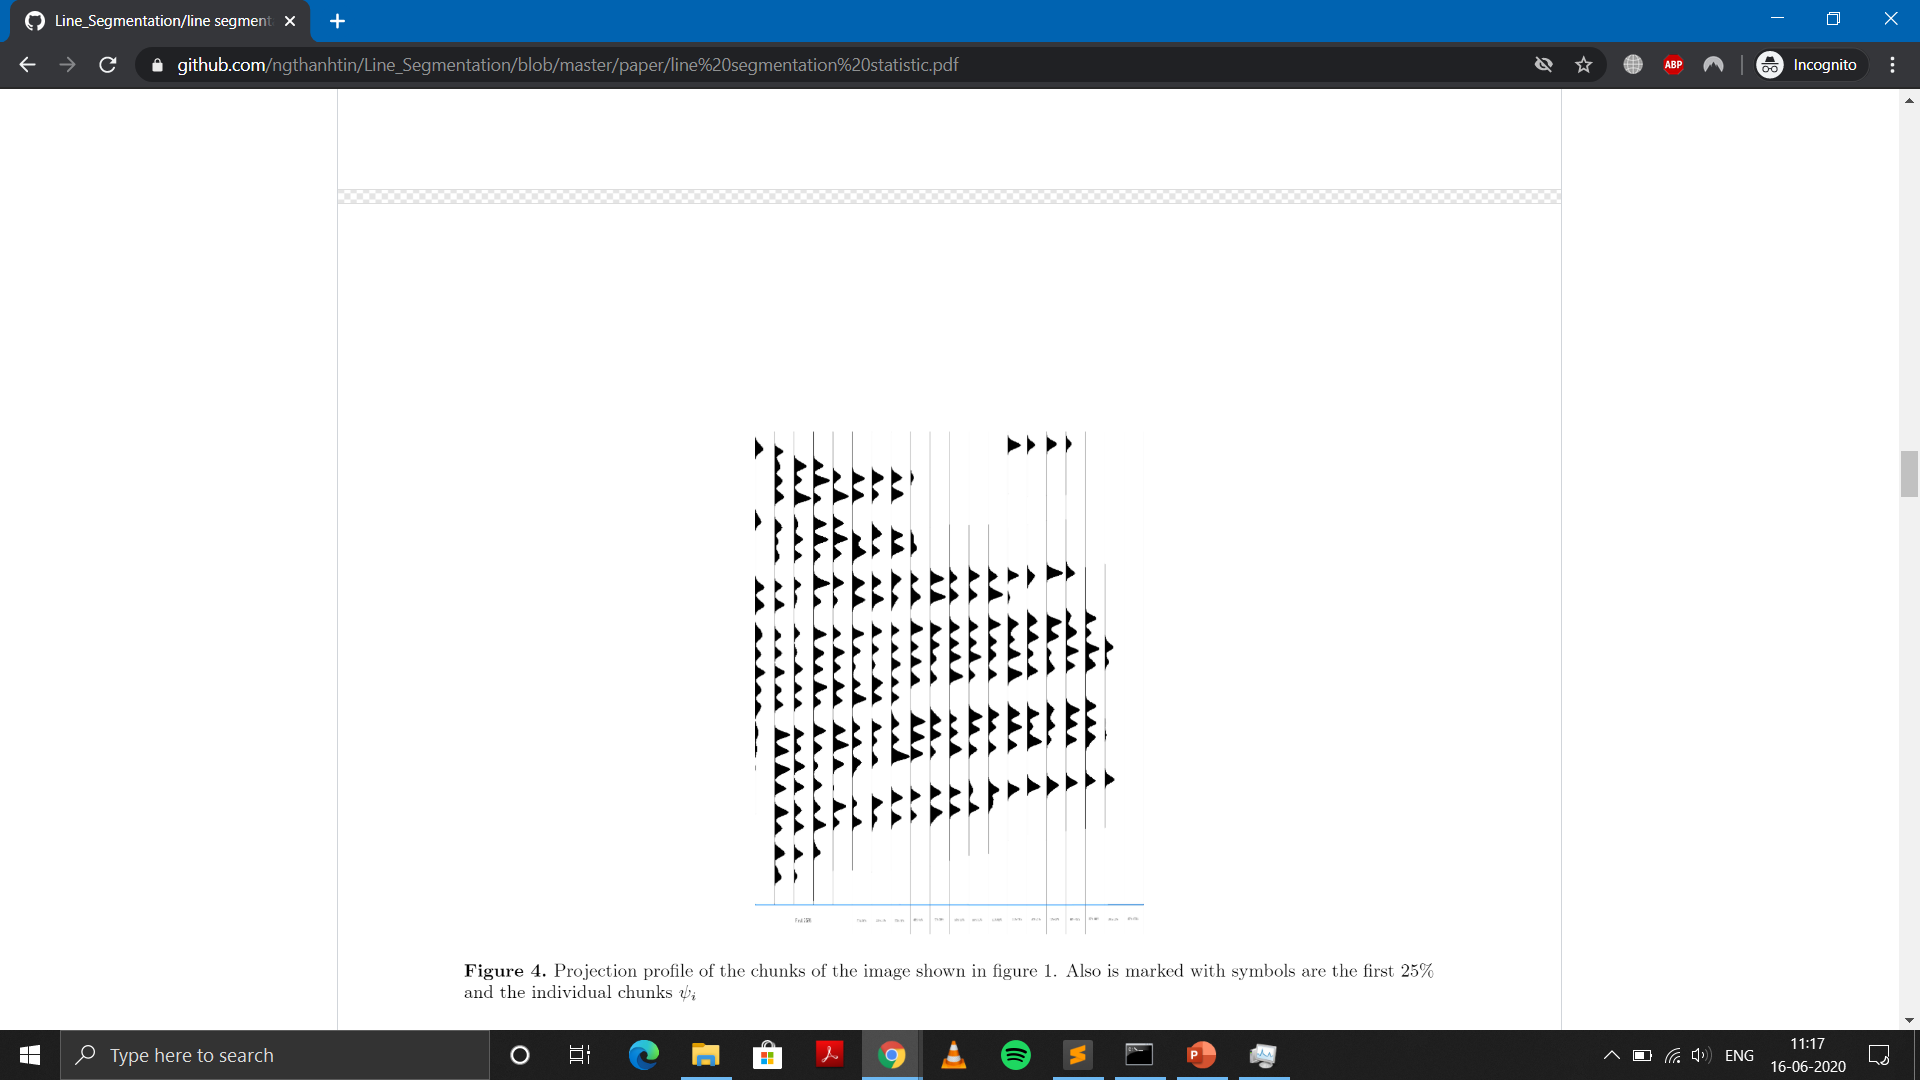 Line_Segmentation/line segment
github.com/ngthanhtin/Line_Segmentation/blob/master/paper/line%20segmentation%20statistic.pdf
ABP
Incognito
Figure 4. Projection profile of the chunks of the image shown in figure 1. Also is marked with symbols are the first 25%
and the individual chunks ψi
Type here to search
ENG
11:17
16-06-2020